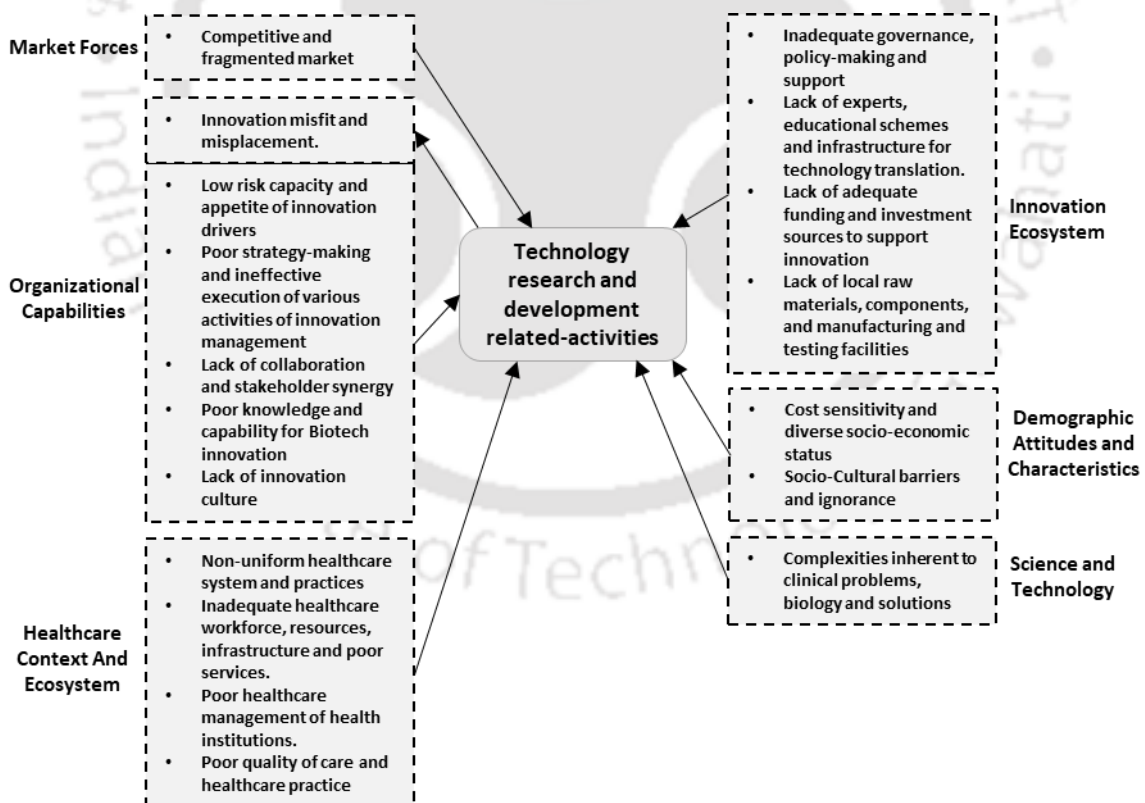 Market Forces
• Competitive and
fragmented market
• Innovation misfit and
misplacement.
Organizational
Capabilities
• Low risk capacity and
appetite of innovation
drivers
• Poor strategy-making
and ineffective
execution of various
activities of innovation
management
• Lack of collaboration
and stakeholder synergy
• Poor knowledge and
capability for Biotech
innovation
• Lack of innovation
culture
Healthcare
Context And
Ecosystem
• Non-uniform healthcare
system and practices
• Inadequate healthcare
workforce, resources,
infrastructure and poor
services.
• Poor healthcare
management of health
institutions.
• Poor quality of care and
healthcare practice
Technology
research and
development
related-activities
• Inadequate governance,
policy-making and
support
• Lack of experts,
educational schemes
and infrastructure for
technology translation.
• Lack of adequate
funding and investment
sources to support
innovation
• Lack of local raw
materials, components,
and manufacturing and
testing facilities
Innovation
Ecosystem
• Cost sensitivity and
diverse socio-economic
status
• Socio-Cultural barriers
and ignorance
Demographic
Attitudes and
Characteristics
• Complexities inherent to
clinical problems,
biology and solutions
Science and
Technology
of Techno